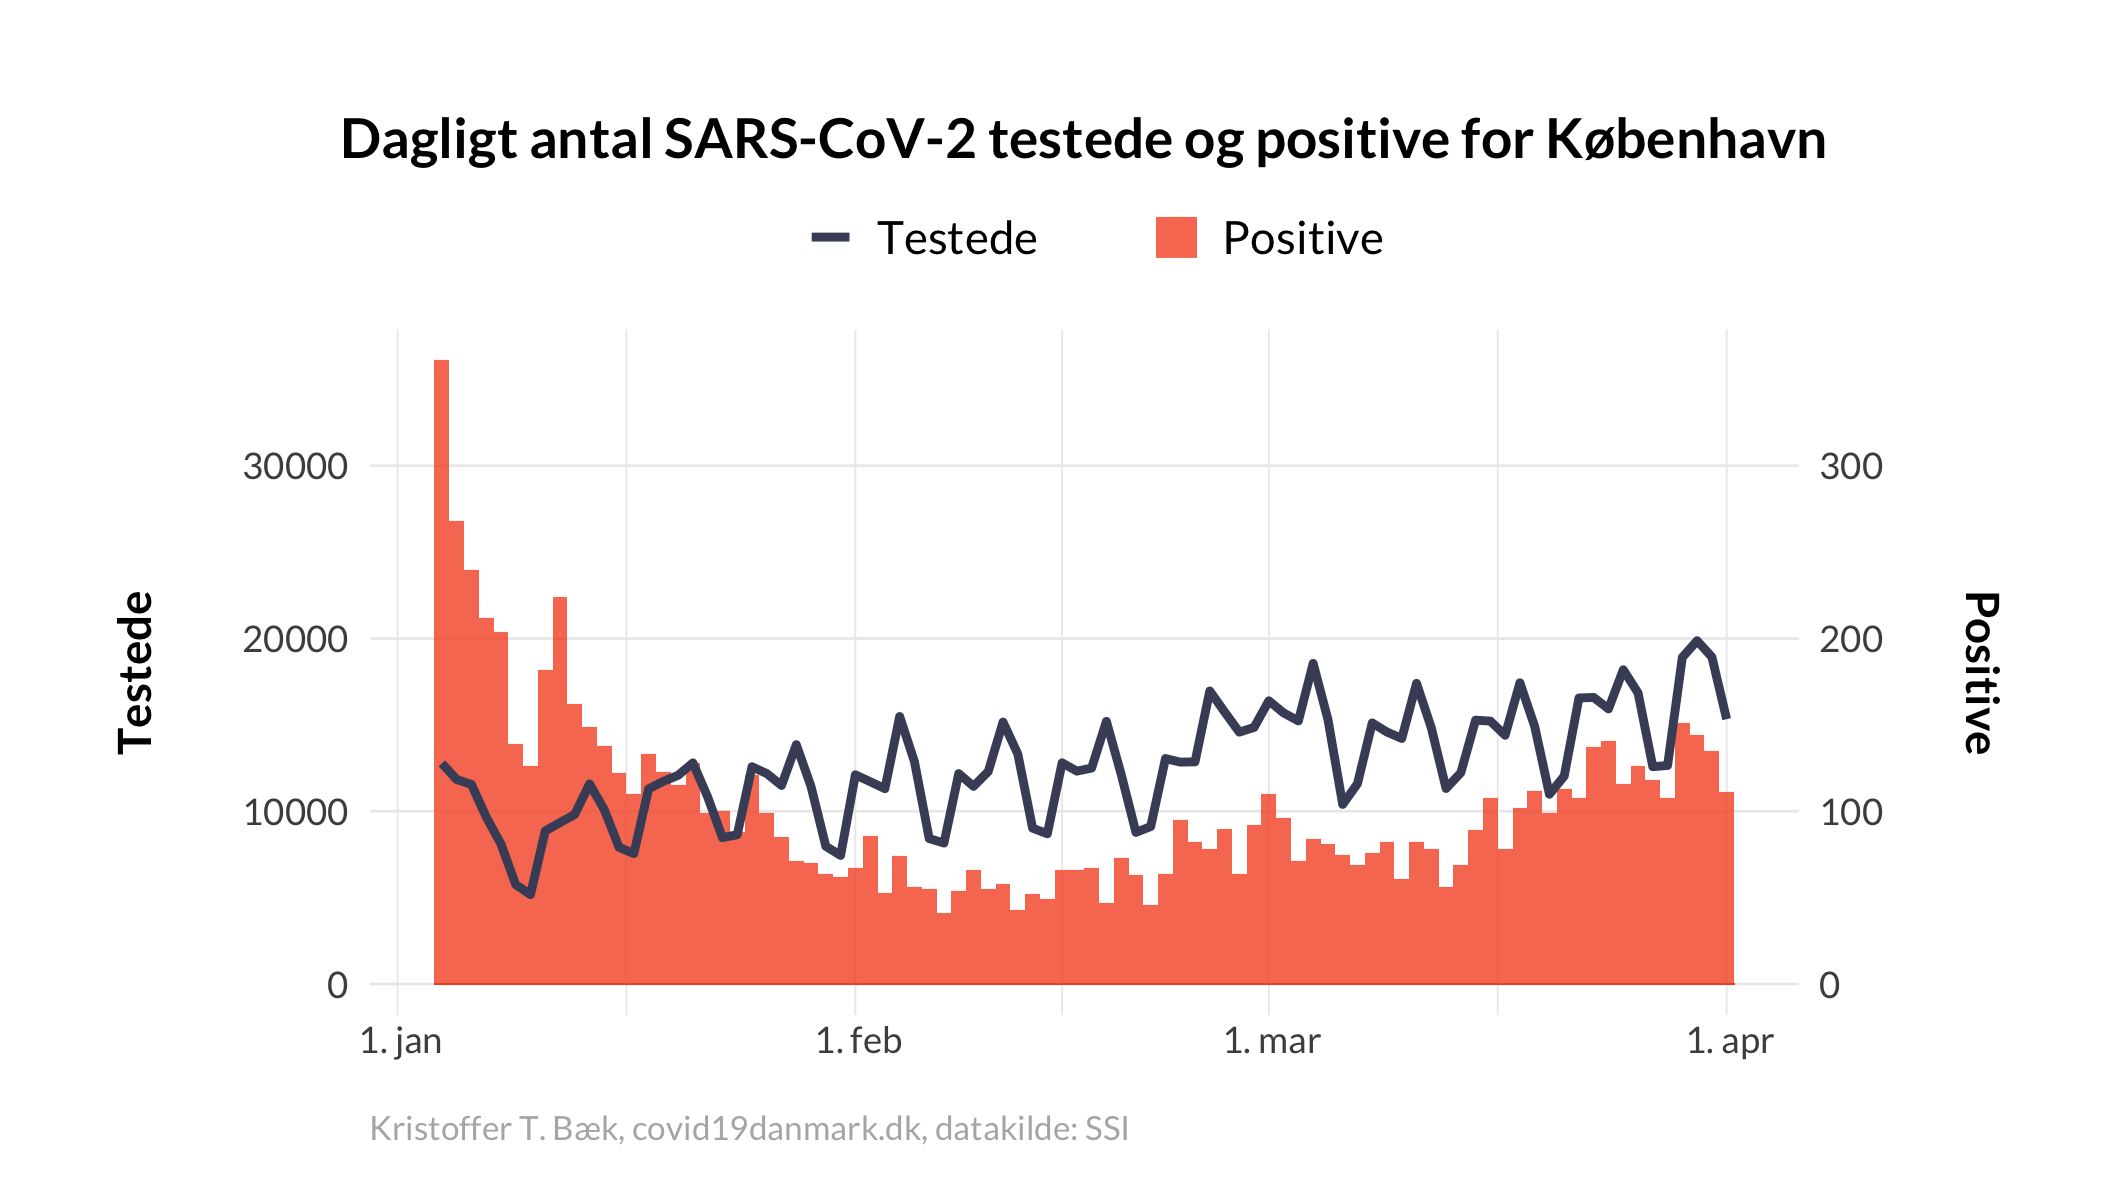 Dagligt antal SARS-CoV-2 testede og positive for København
Testede
Positive
30000
20000
10000
0
Testede
300
200
100
0
Positive
1. jan
1. feb
1. mar
1. apr
Kristoffer T. Bæk, covid19danmark.dk, datakilde: SSI